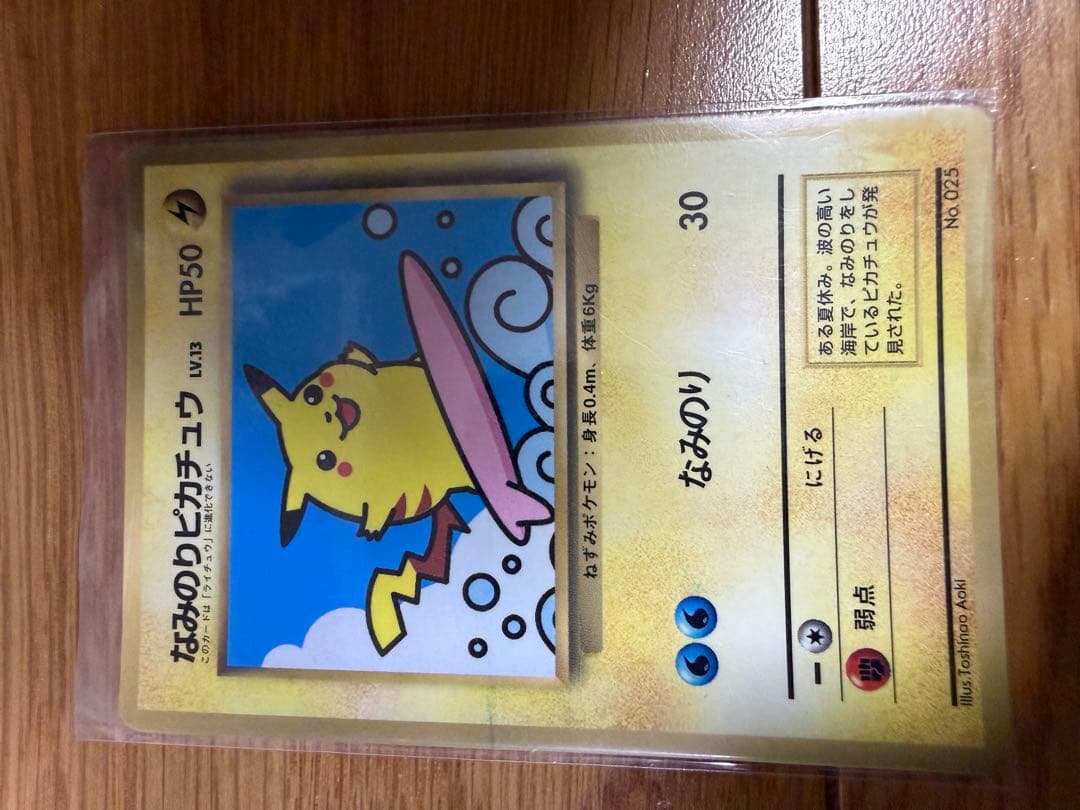 なみのりピカチュウ LV.13 HP50
このカードは「ライチュウ」に進化できない
ねずみポケモン：身長0.4m、体重6Kg
なみのり 30
ー にげる
弱点
ある夏休み。波の高い
海岸で、なみのりをし
ているピカチュウが発
見された。
Illus.Toshinao Aoki No.025